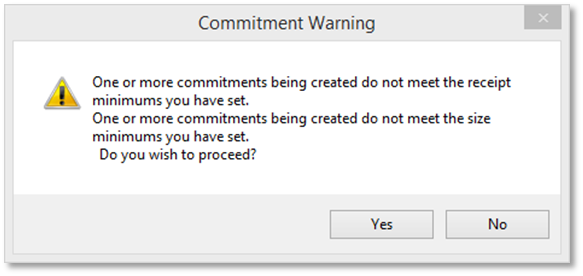 Commitment Warning
One or more commitments being created do not meet the receipt
minimums you have set.
One or more commitments being created do not meet the size
minimums you have set.
Do you wish to proceed?
Yes No